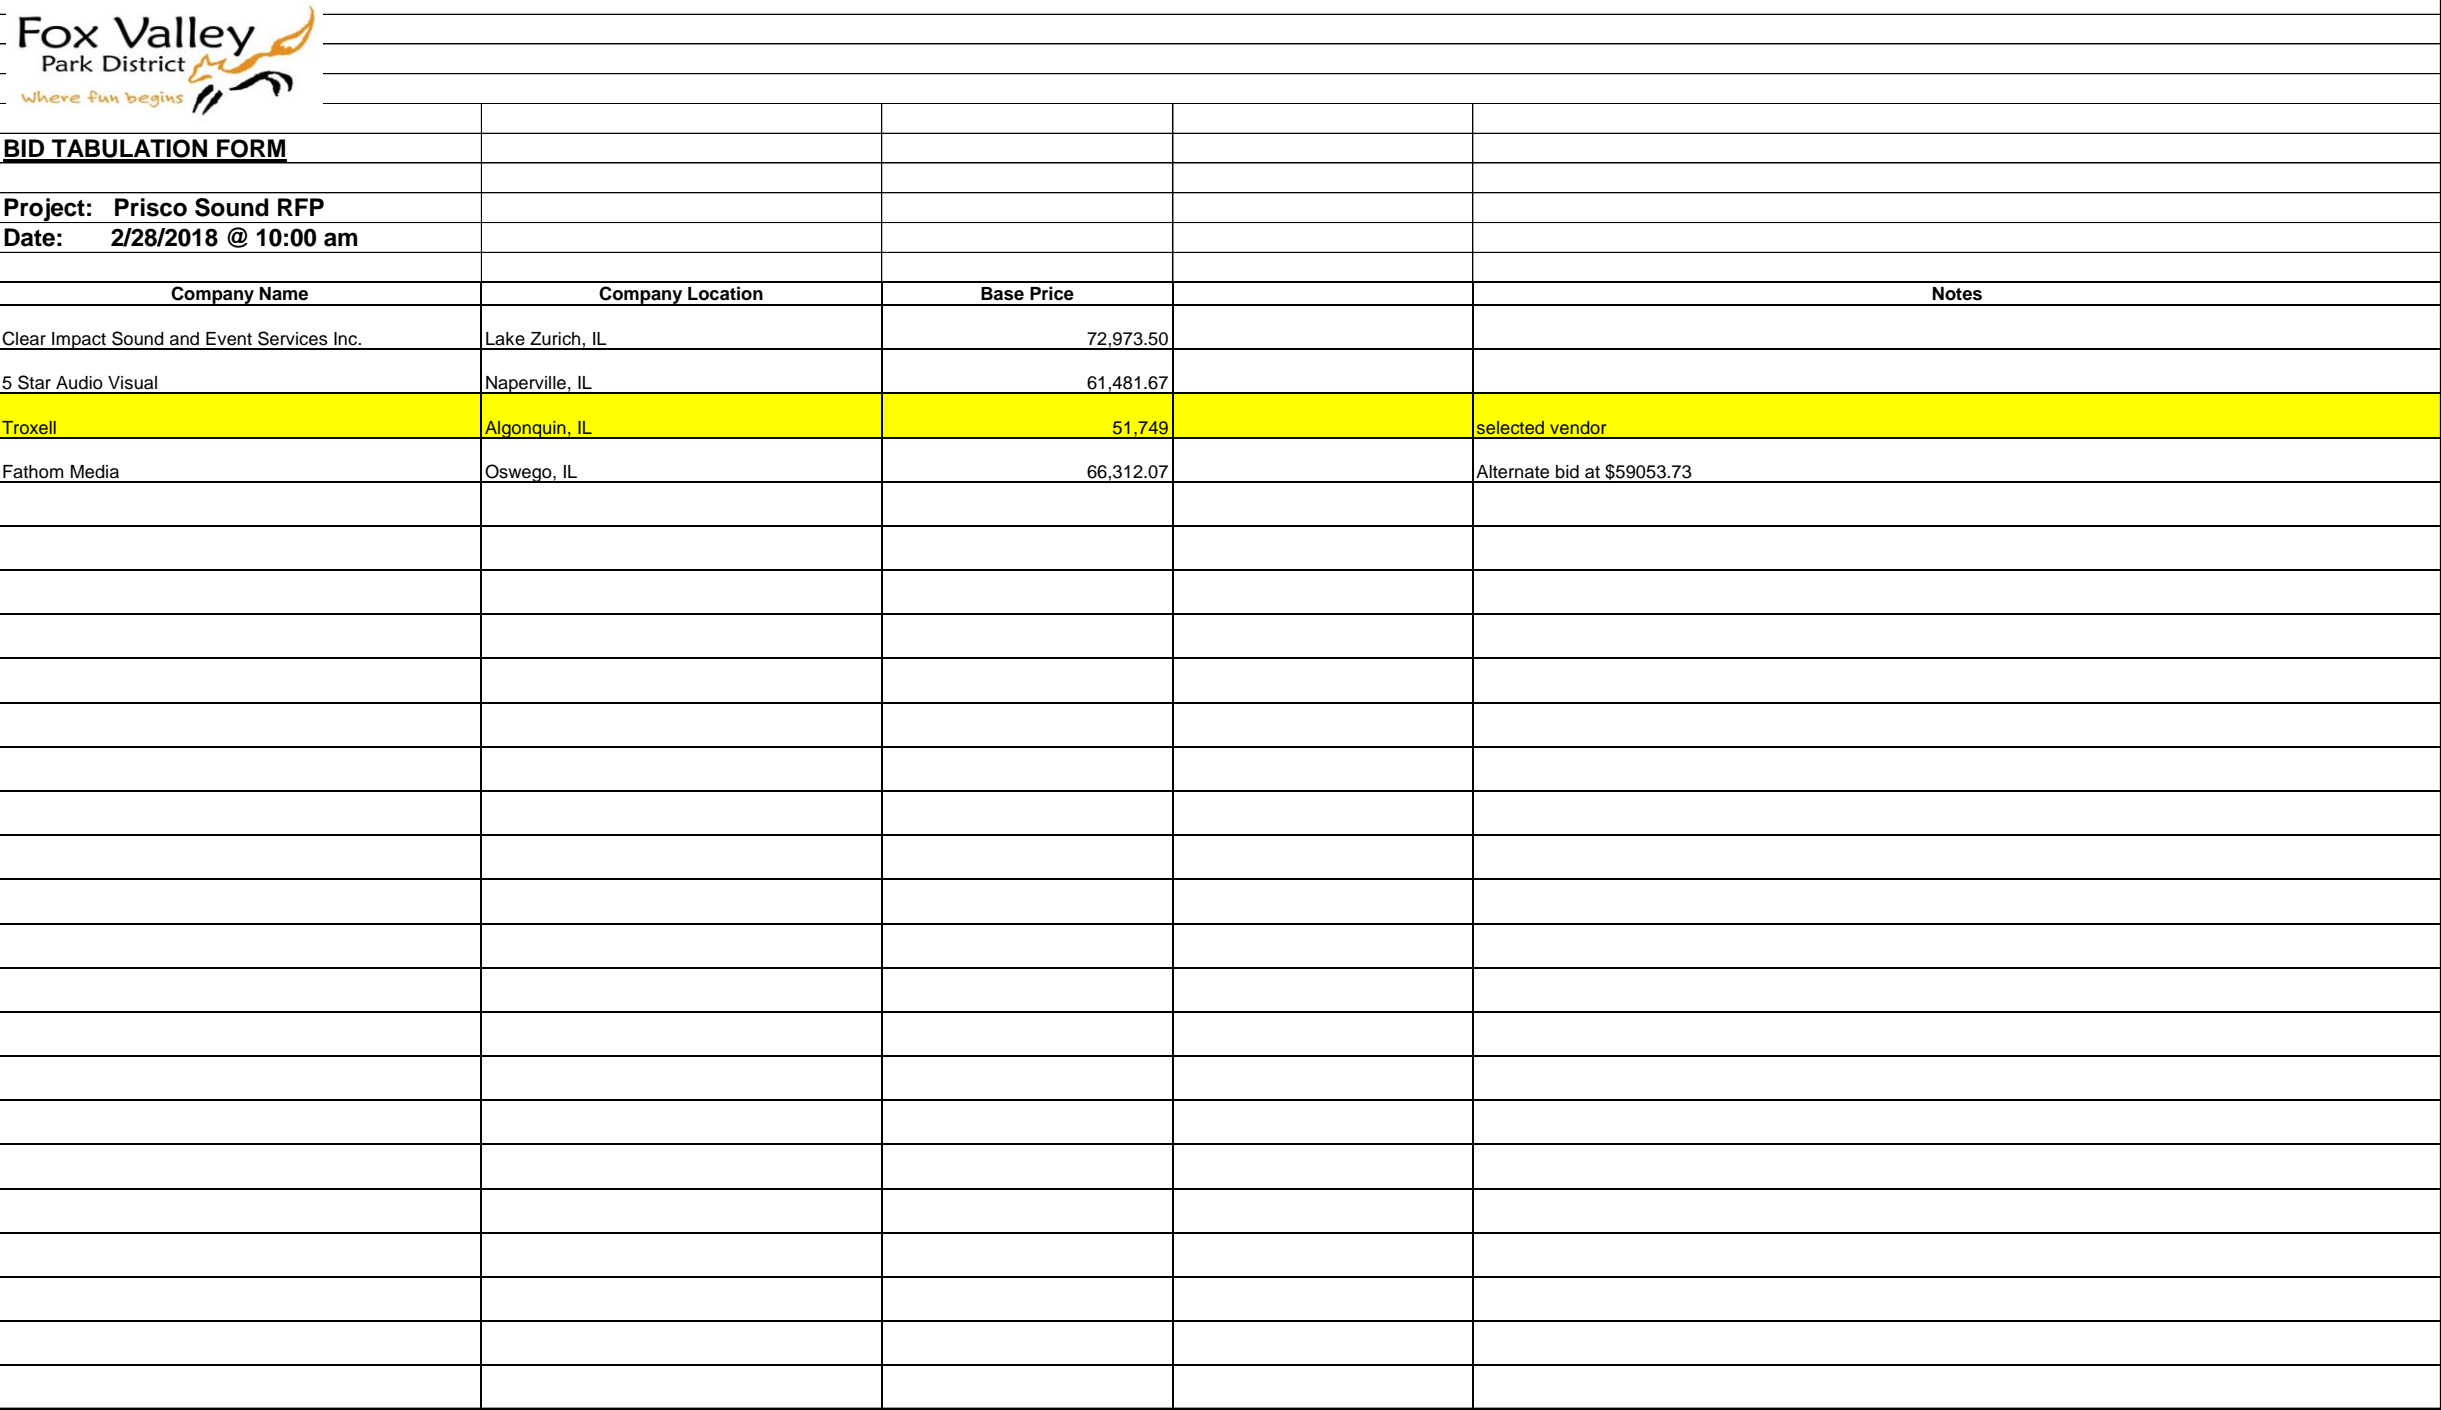 Fox Valley
Park District
Where fun begins
BID TABULATION FORM
Project: Prisco Sound RFP
Date: 2/28/2018 @ 10:00 am
Company Name Company Location Base Price Notes
Clear Impact Sound and Event Services Inc. Lake Zurich, IL 72,973.50
5 Star Audio Visual Naperville, IL 61,481.67
Troxell Algonquin, IL 51,749 selected vendor
Fathom Media Oswego, IL 66,312.07 Alternate bid at $59053.73